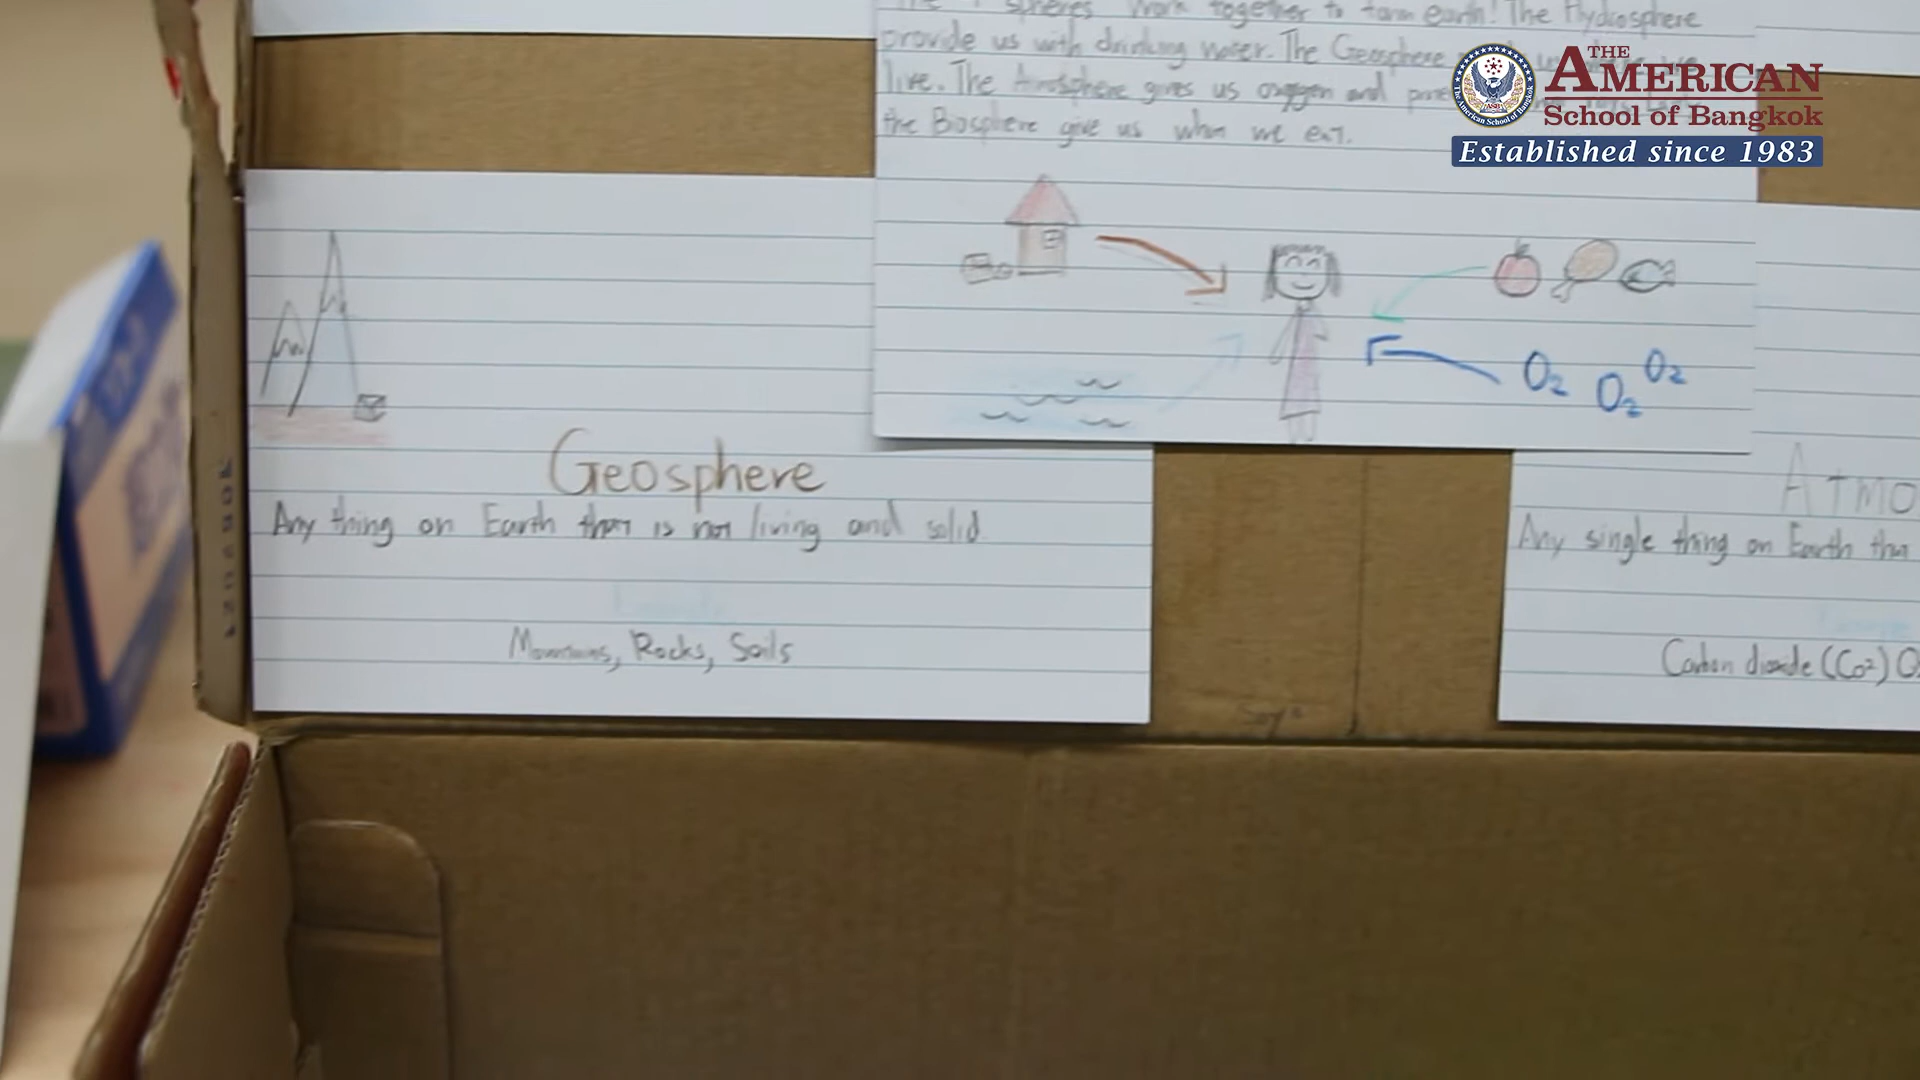 spheres work together to form earth! The Hydrosphere
provide us with drinking water. The Geosphere
live. The Atmosphere gives us oxygen and
the Biosphere give us what we eat.
THE
AMERICAN
School of Bangkok
Established since 1983
O2 O2 O2
Geosphere
Any thing on Earth that is not living and solid
Mountains, Rocks, Soils
Atmo
Any single thing on Earth that
Carbon dioxide (Co²) O